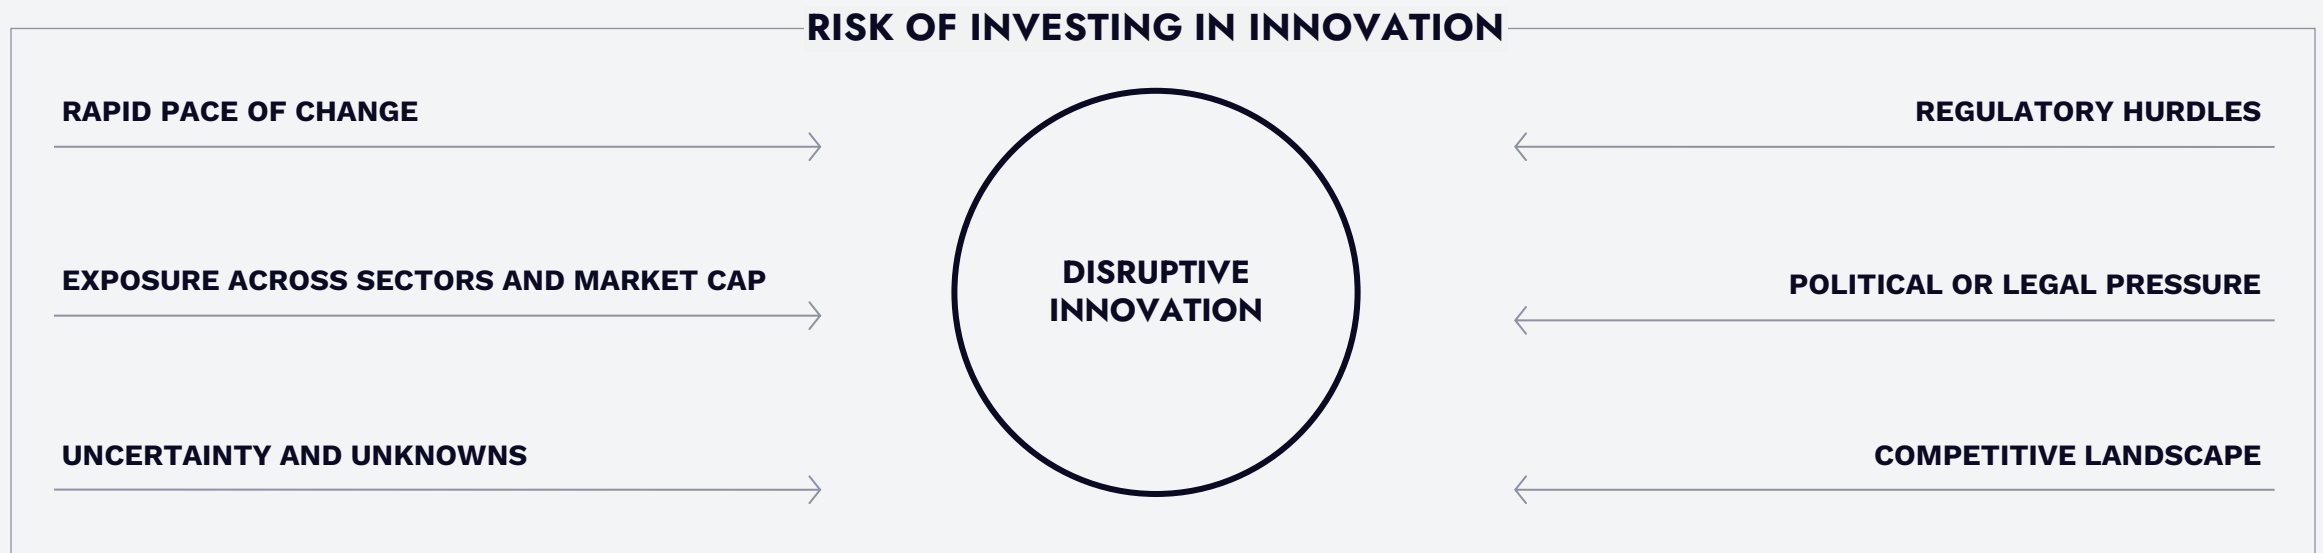 RISK OF INVESTING IN INNOVATION
RAPID PACE OF CHANGE
EXPOSURE ACROSS SECTORS AND MARKET CAP
UNCERTAINTY AND UNKNOWNS
DISRUPTIVE
INNOVATION
REGULATORY HURDLES
POLITICAL OR LEGAL PRESSURE
COMPETITIVE LANDSCAPE